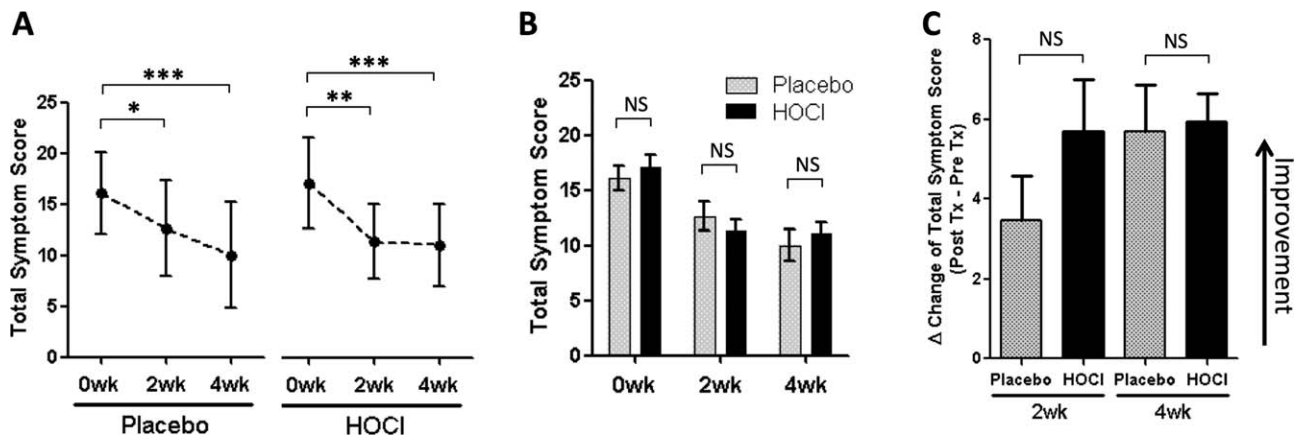 A
Total Symptom Score
25
20
15
10
5
0
***
*
0wk 2wk 4wk
Placebo
***
**
0wk 2wk 4wk
HOCl
B
Total Symptom Score
25
20
15
10
5
0
Placebo
HOCl
NS
NS
NS
0wk 2wk 4wk
C
Δ Change of Total Symptom Score
(Post Tx - Pre Tx)
8
6
4
2
0
NS
NS
Placebo HOCl Placebo HOCl
2wk 4wk
Improvement